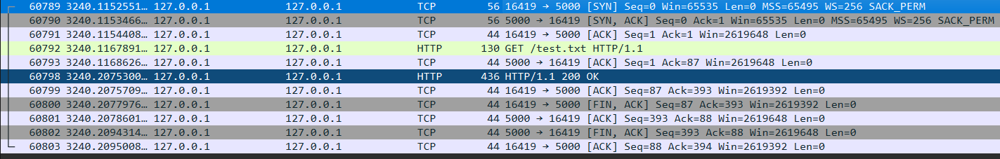 60789 3240.1152551… 127.0.0.1 127.0.0.1 TCP 56 16419 → 5000 [SYN] Seq=0 Win=65535 Len=0 MSS=65495 WS=256 SACK_PERM
60790 3240.1153466… 127.0.0.1 127.0.0.1 TCP 56 5000 → 16419 [SYN, ACK] Seq=0 Ack=1 Win=65535 Len=0 MSS=65495 WS=256 SACK_PERM
60791 3240.1154408… 127.0.0.1 127.0.0.1 TCP 44 16419 → 5000 [ACK] Seq=1 Ack=1 Win=2619648 Len=0
60792 3240.1167891… 127.0.0.1 127.0.0.1 HTTP 130 GET /test.txt HTTP/1.1
60793 3240.1168626… 127.0.0.1 127.0.0.1 TCP 44 5000 → 16419 [ACK] Seq=1 Ack=87 Win=2619648 Len=0
60798 3240.2075300… 127.0.0.1 127.0.0.1 HTTP 436 HTTP/1.1 200 OK
60799 3240.2075709… 127.0.0.1 127.0.0.1 TCP 44 16419 → 5000 [ACK] Seq=87 Ack=393 Win=2619392 Len=0
60800 3240.2077976… 127.0.0.1 127.0.0.1 TCP 44 16419 → 5000 [FIN, ACK] Seq=87 Ack=393 Win=2619392 Len=0
60801 3240.2078601… 127.0.0.1 127.0.0.1 TCP 44 5000 → 16419 [ACK] Seq=393 Ack=88 Win=2619648 Len=0
60802 3240.2094314… 127.0.0.1 127.0.0.1 TCP 44 5000 → 16419 [FIN, ACK] Seq=393 Ack=88 Win=2619648 Len=0
60803 3240.2095008… 127.0.0.1 127.0.0.1 TCP 44 16419 → 5000 [ACK] Seq=88 Ack=394 Win=2619392 Len=0